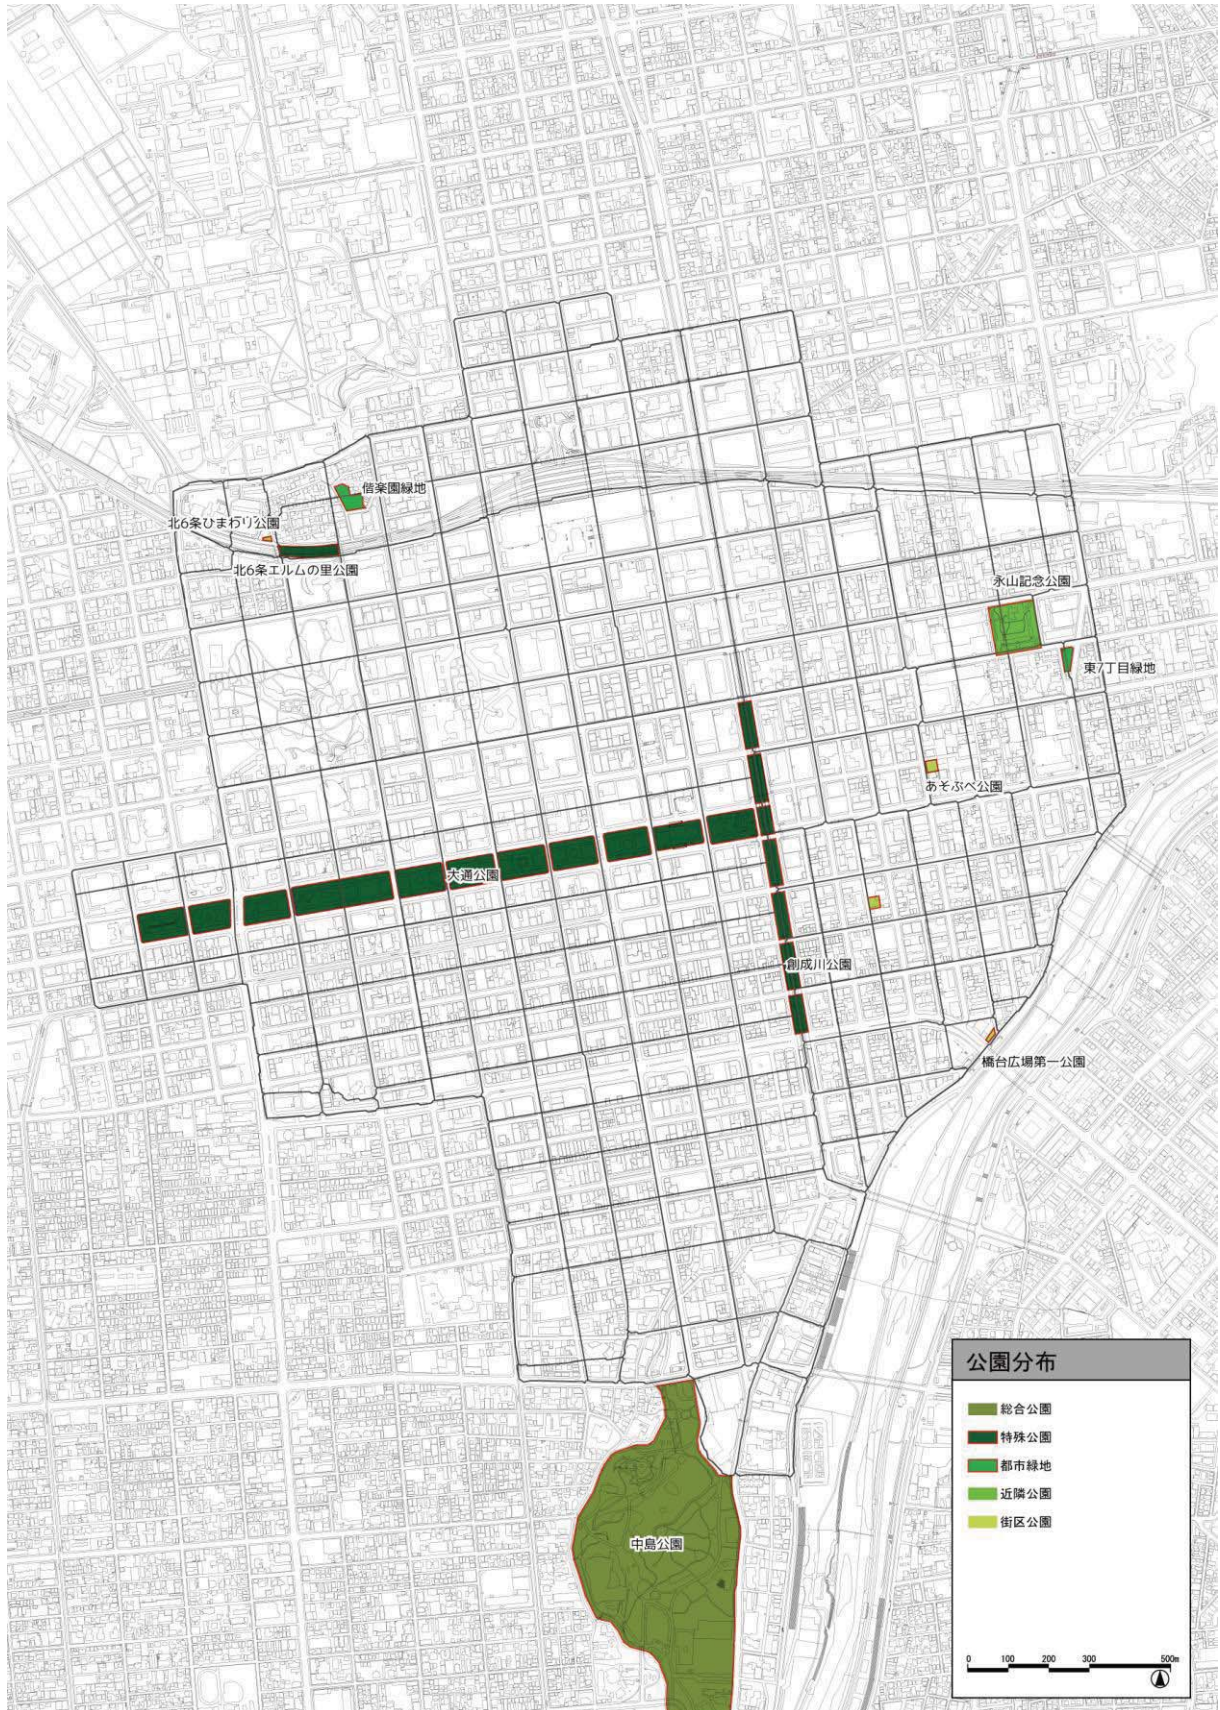 偕楽園緑地
北6条ひまわり公園
北6条エルムの里公園
永山記念公園
東7丁目緑地
あそぶべ公園
大通公園
創成川公園
橋台広場第一公園
中島公園
公園分布
総合公園
特殊公園
都市緑地
近隣公園
街区公園
0 100 200 300 500m